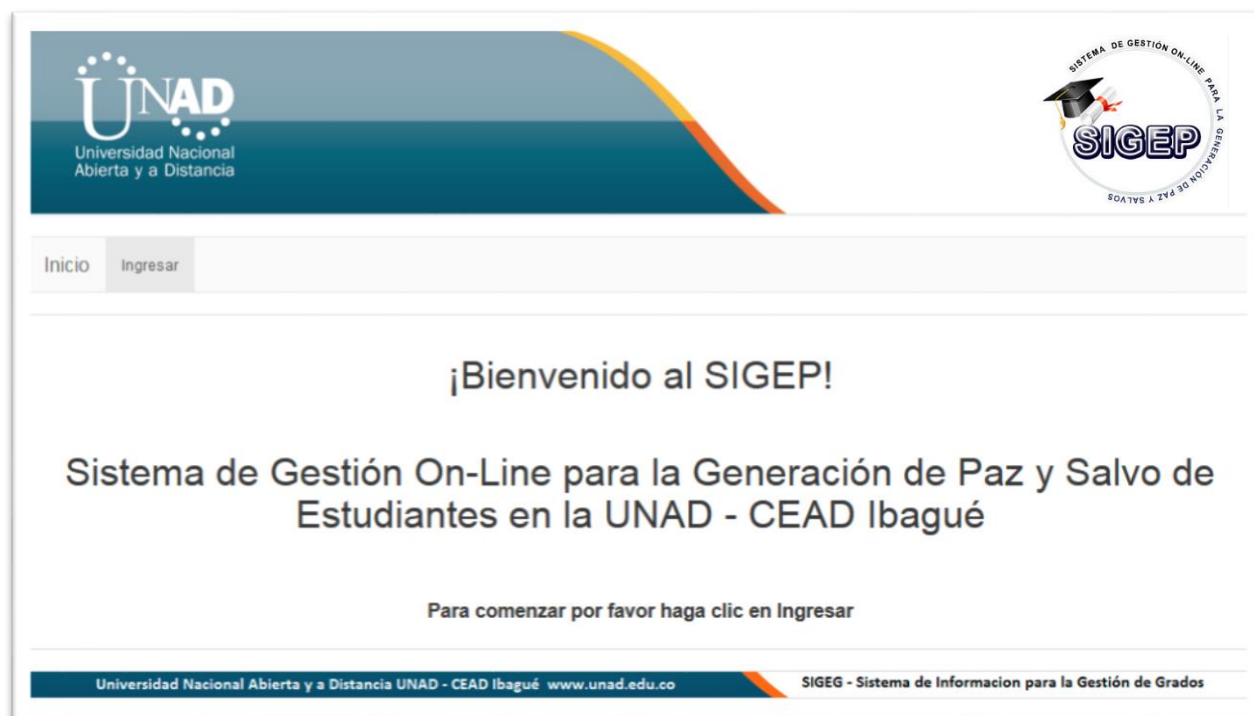 UNAD
Universidad Nacional
Abierta y a Distancia
SISTEMA DE GESTIÓN ON-LINE PARA LA GENERACIÓN DE PAZ Y SALVOS
SIGEP
Inicio
Ingresar
¡Bienvenido al SIGEP!
Sistema de Gestión On-Line para la Generación de Paz y Salvo de
Estudiantes en la UNAD - CEAD Ibagué
Para comenzar por favor haga clic en Ingresar
Universidad Nacional Abierta y a Distancia UNAD - CEAD Ibagué www.unad.edu.co
SIGEG - Sistema de Informacion para la Gestión de Grados